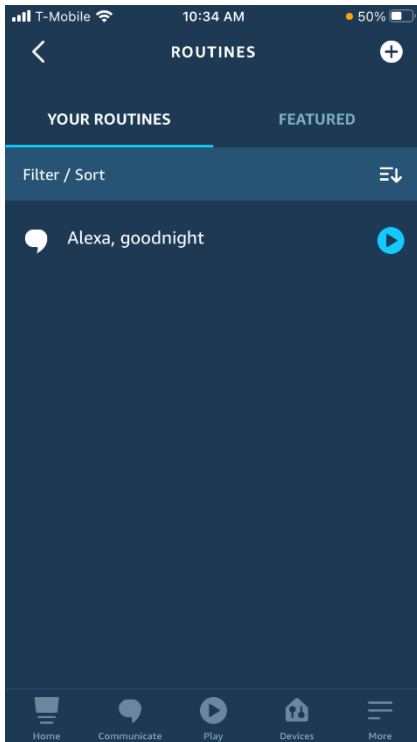 T-Mobile 10:34 AM 50%
ROUTINES
YOUR ROUTINES FEATURED
Filter / Sort
Alexa, goodnight
Home Communicate Play Devices More